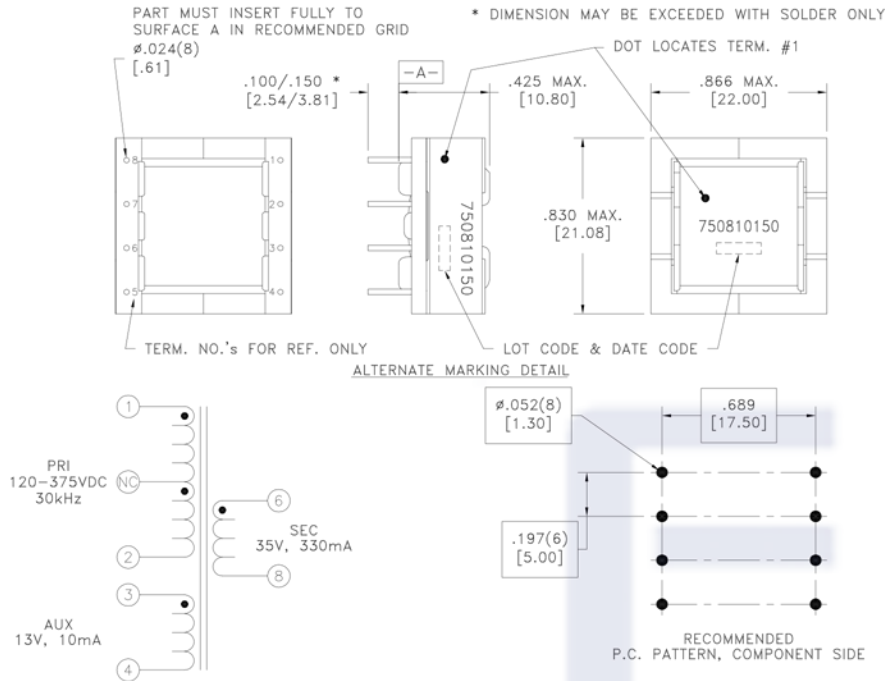 PART MUST INSERT FULLY TO
SURFACE A IN RECOMMENDED GRID
ø.024(8)
[.61]
* DIMENSION MAY BE EXCEEDED WITH SOLDER ONLY
DOT LOCATES TERM. #1
.100/.150 *
[2.54/3.81]
-A-
.425 MAX.
[10.80]
.866 MAX.
[22.00]
8
1
7
2
6
3
5
4
750810150
.830 MAX.
[21.08]
750810150
TERM. NO.'s FOR REF. ONLY
LOT CODE & DATE CODE
ALTERNATE MARKING DETAIL
1
PRI
120-375VDC
30kHz
NC
2
3
AUX
13V, 10mA
4
6
SEC
35V, 330mA
8
ø.052(8)
[1.30]
.689
[17.50]
.197(6)
[5.00]
RECOMMENDED
P.C. PATTERN, COMPONENT SIDE